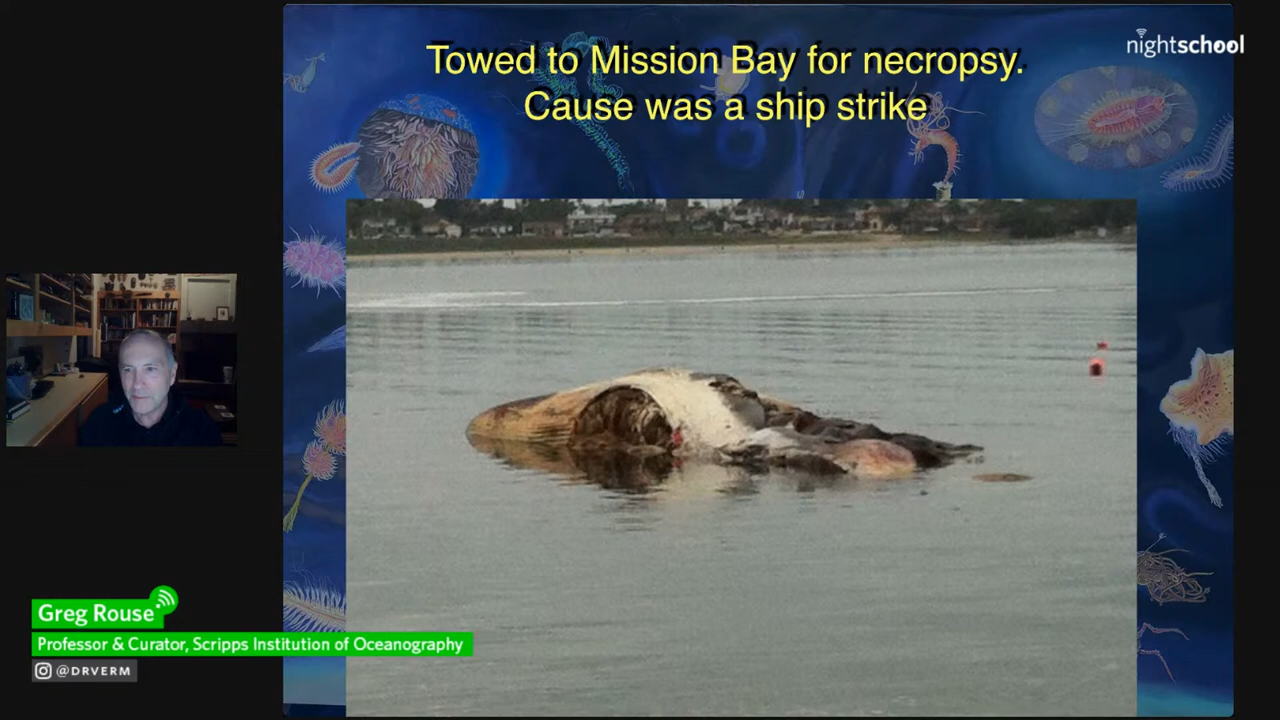 Towed to Mission Bay for necropsy.
Cause was a ship strike
nightschool
Greg Rouse
Professor & Curator, Scripps Institution of Oceanography
@DRVERM